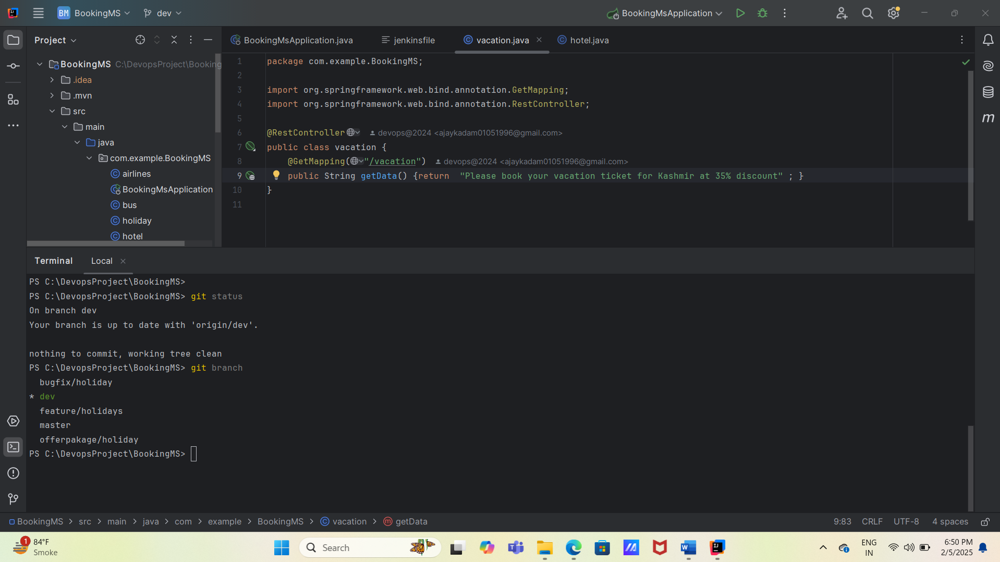 BM BookingMS dev BookingMsApplication
Project
BookingMsApplication.java jenkinsfile vacation.java hotel.java
BookingMS C:\DevopsProject\Booking
.idea
.mvn
src
main
java
com.example.BookingMS
airlines
BookingMsApplication
bus
holiday
hotel
1 package com.example.BookingMS;
2
3 import org.springframework.web.bind.annotation.GetMapping;
4 import org.springframework.web.bind.annotation.RestController;
5
6 @RestController devops@2024 <ajaykadam01051996@gmail.com>
7 public class vacation {
8 @GetMapping("/vacation") devops@2024 <ajaykadam01051996@gmail.com>
9 public String getData() {return "Please book your vacation ticket for Kashmir at 35% discount" ; }
10 }
11
Terminal Local
PS C:\DevopsProject\BookingMS>
PS C:\DevopsProject\BookingMS> git status
On branch dev
Your branch is up to date with 'origin/dev'.
nothing to commit, working tree clean
PS C:\DevopsProject\BookingMS> git branch
bugfix/holiday
* dev
feature/holidays
master
offerpakage/holiday
PS C:\DevopsProject\BookingMS>
BookingMS > src > main > java > com > example > BookingMS > vacation > getData 9:83 CRLF UTF-8 4 spaces
1 84°F
Smoke
Search
ENG
IN
6:50 PM
2/5/2025